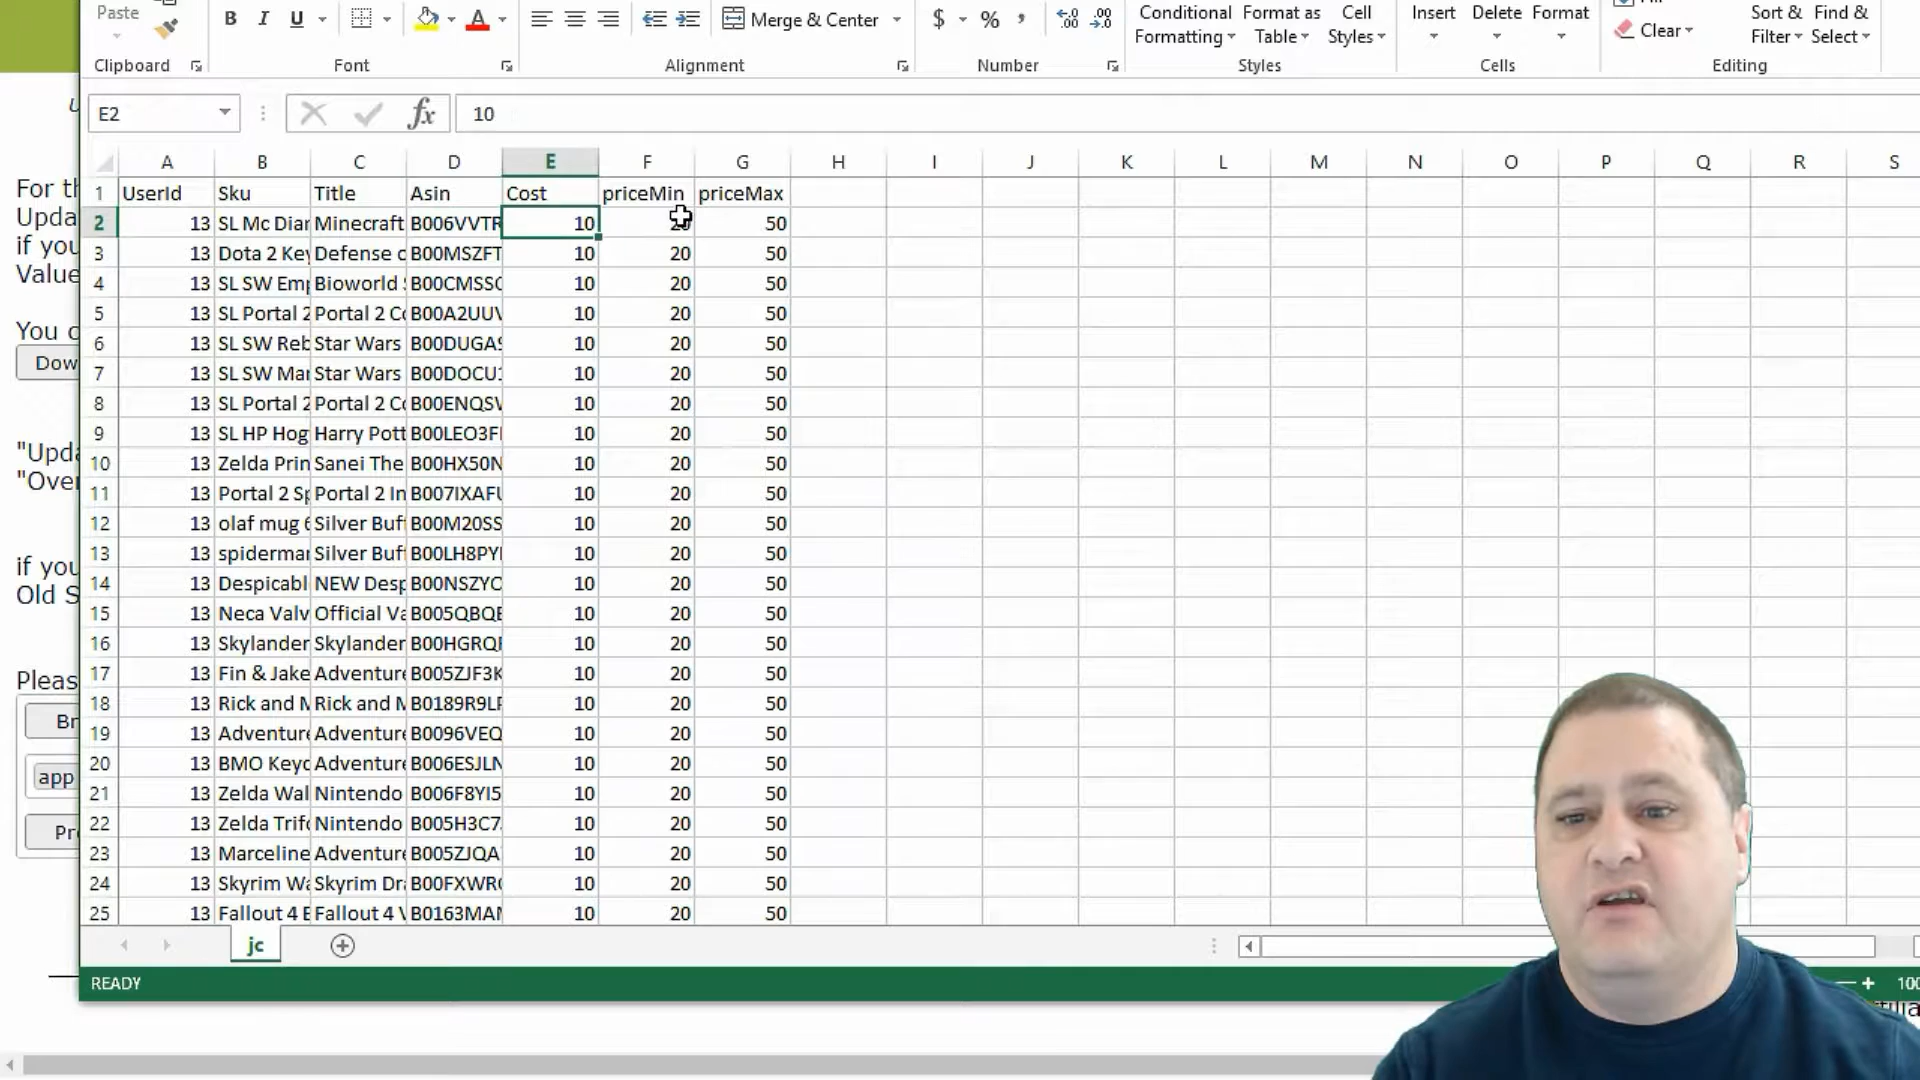 Paste
B I U
Merge & Center
$ % ,
Conditional Formatting
Format as Table
Cell Styles
Insert
Delete
Format
Clear
Sort & Filter
Find & Select
Clipboard
Font
Alignment
Number
Styles
Cells
Editing
E2 fx 10
A B C D E F G H I J K L M N O P Q R S
1 UserId Sku Title Asin Cost priceMin priceMax
2 13 SL Mc Diar Minecraft B006VVTR 10 20 50
3 13 Dota 2 Key Defense o B00MSZFT 10 20 50
4 13 SL SW Emp Bioworld S B00CMSSC 10 20 50
5 13 SL Portal 2 Portal 2 Co B00A2UUV 10 20 50
6 13 SL SW Reb Star Wars B00DUGAS 10 20 50
7 13 SL SW Man Star Wars B00DOCU1 10 20 50
8 13 SL Portal 2 Portal 2 Co B00ENQSV 10 20 50
9 13 SL HP Hog Harry Pott B00LEO3F 10 20 50
10 13 Zelda Prin Sanei The B00HX50N 10 20 50
11 13 Portal 2 Sp Portal 2 In B007IXAFU 10 20 50
12 13 olaf mug 6 Silver Buf B00M20SS 10 20 50
13 13 spiderman Silver Buf B00LH8PY 10 20 50
14 13 Despicabl NEW Desp B00NSZYC 10 20 50
15 13 Neca Valv Official Va B005QBQE 10 20 50
16 13 Skylander Skylander B00HGRQ 10 20 50
17 13 Fin & Jake Adventure B005ZJF3K 10 20 50
18 13 Rick and M Rick and M B0189R9L 10 20 50
19 13 Adventure Adventure B0096VEQ 10 20 50
20 13 BMO Keyc Adventure B006ESJLN 10 20 50
21 13 Zelda Wal Nintendo B006F8YI5 10 20 50
22 13 Zelda Trifo Nintendo B005H3C7 10 20 50
23 13 Marceline Adventure B005ZJQA 10 20 50
24 13 Skyrim Wa Skyrim Dra B00FXWR 10 20 50
25 13 Fallout 4 B Fallout 4 V B0163MAM 10 20 50
jc
READY
For th
Upda
if you
Value
You c
Dow
"Upda
"Over
if you
Old S
Pleas
Br
app
Pr